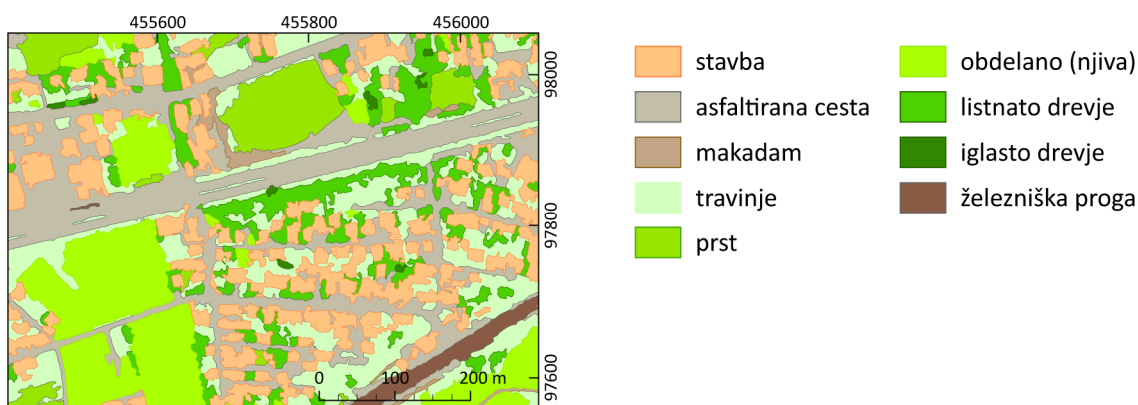 455600 455800 456000
98000
97800
97600
0 100 200 m
stavba
asfaltirana cesta
makadam
travinje
prst
obdelano (njiva)
listnato drevje
iglasto drevje
železniška proga